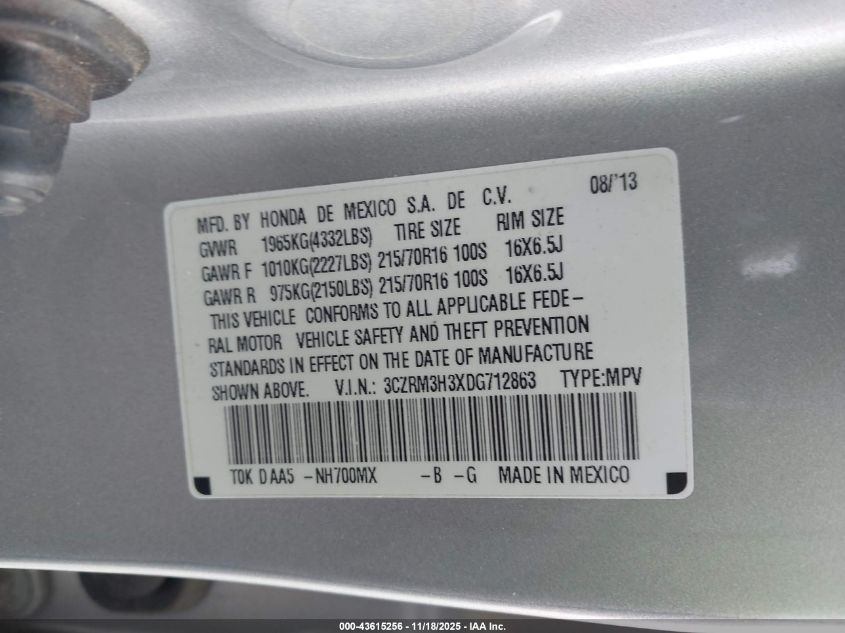 08/'13
MFD. BY HONDA DE MEXICO S.A. DE C.V.
GVWR 1965KG(4332LBS) TIRE SIZE RIM SIZE
GAWR F 1010KG(2227LBS) 215/70R16 100S 16X6.5J
GAWR R 975KG(2150LBS) 215/70R16 100S 16X6.5J
THIS VEHICLE CONFORMS TO ALL APPLICABLE FEDE-
RAL MOTOR VEHICLE SAFETY AND THEFT PREVENTION
STANDARDS IN EFFECT ON THE DATE OF MANUFACTURE
SHOWN ABOVE. V.I.N.: 3CZRM3H3XDG712863 TYPE:MPV
T0K DAA5 -NH700MX -B -G MADE IN MEXICO
000-43615256 - 11/18/2025 - IAA Inc.